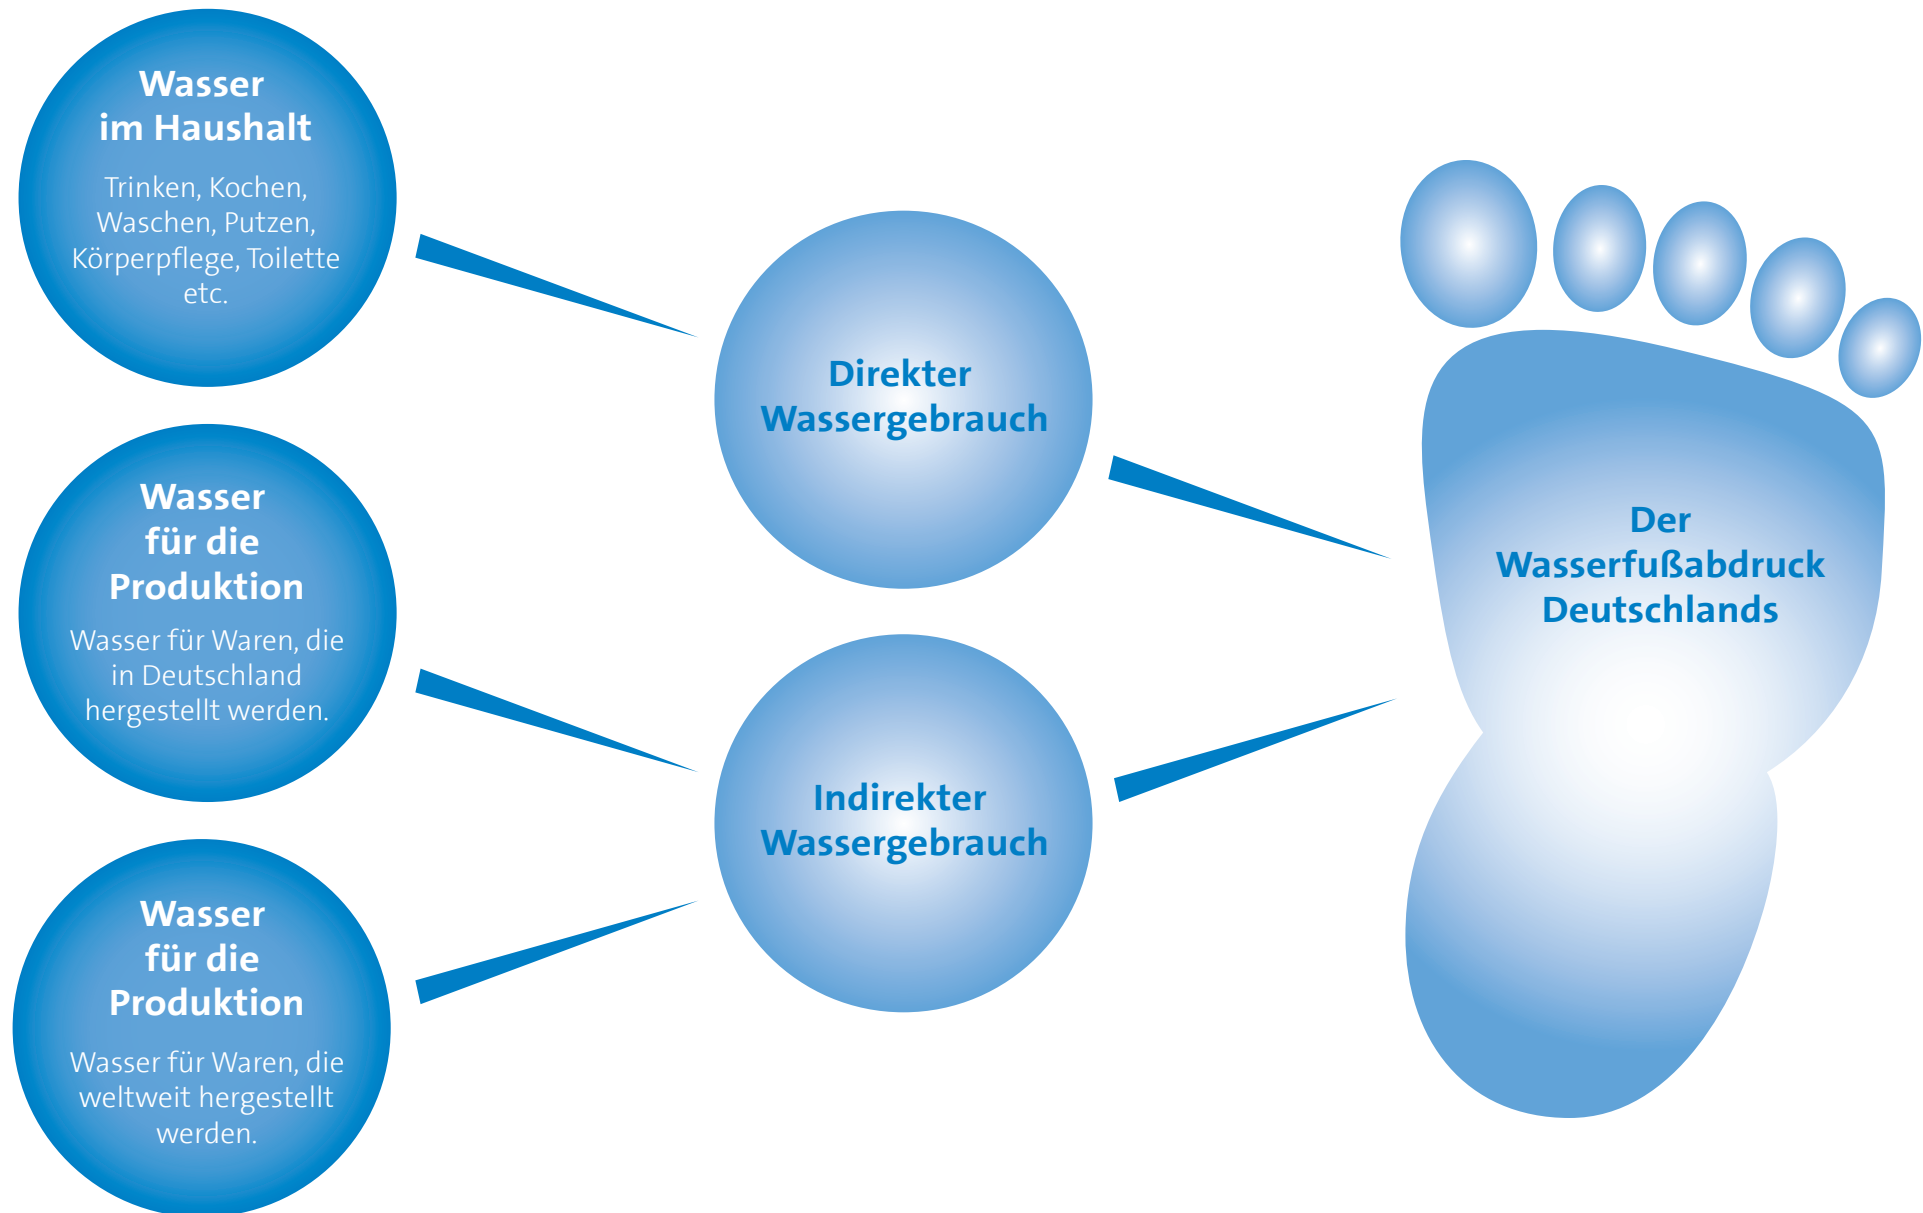 Wasser
im Haushalt
Trinken, Kochen,
Waschen, Putzen,
Körperpflege, Toilette
etc.
Wasser
für die
Produktion
Wasser für Waren, die
in Deutschland
hergestellt werden.
Wasser
für die
Produktion
Wasser für Waren, die
weltweit hergestellt
werden.
Direkter
Wassergebrauch
Indirekter
Wassergebrauch
Der
Wasserfußabdruck
Deutschlands